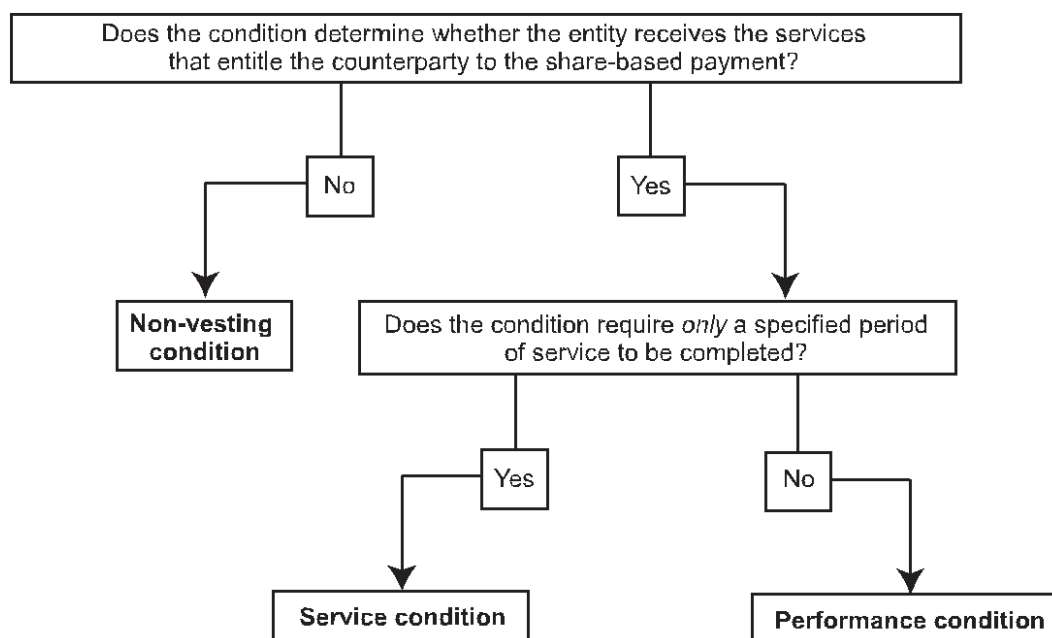 Does the condition determine whether the entity receives the services
that entitle the counterparty to the share-based payment?
No
Yes
Non-vesting
condition
Does the condition require only a specified period
of service to be completed?
Yes
No
Service condition
Performance condition